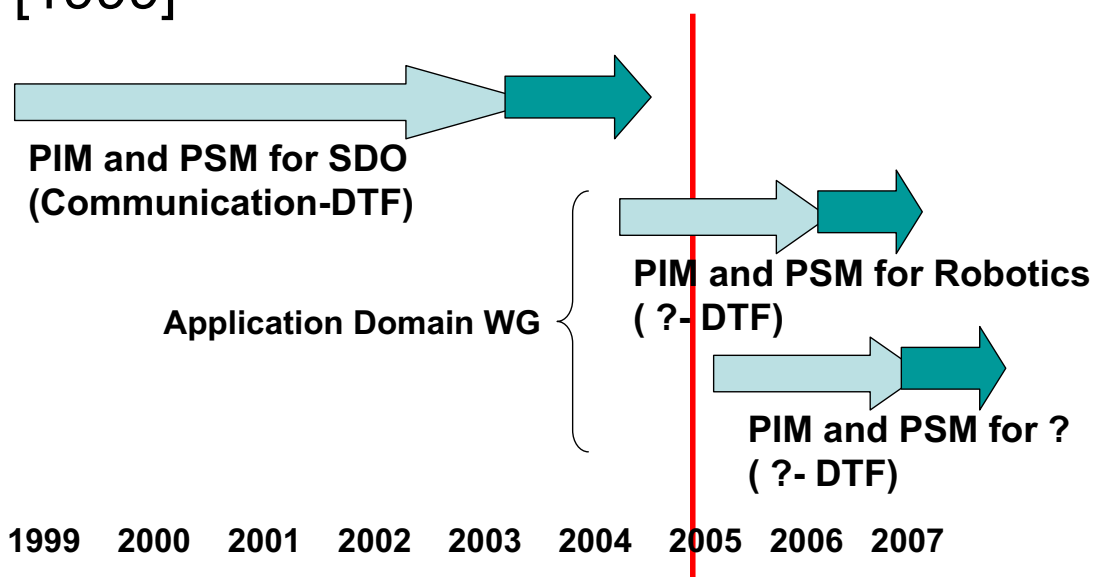 PIM and PSM for SDO
(Communication-DTF)
PIM and PSM for Robotics
( ?- DTF)
Application Domain WG
PIM and PSM for ?
( ?- DTF)
1999 2000 2001 2002 2003 2004 2005 2006 2007